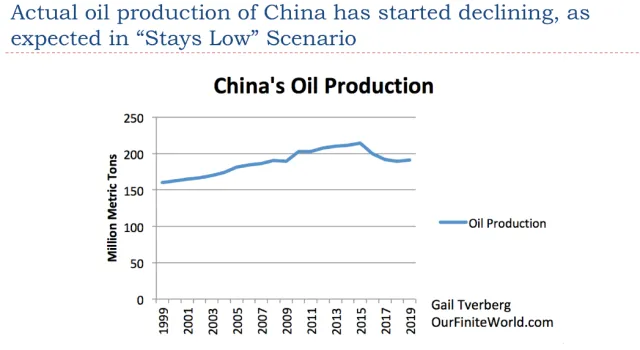 Actual oil production of China has started declining, as
expected in “Stays Low” Scenario
China's Oil Production
250
200
150
100
50
0
Million Metric Tons
1999
2001
2003
2005
2007
2009
2011
2013
2015
2017
2019
Oil Production
Gail Tverberg
OurFiniteWorld.com